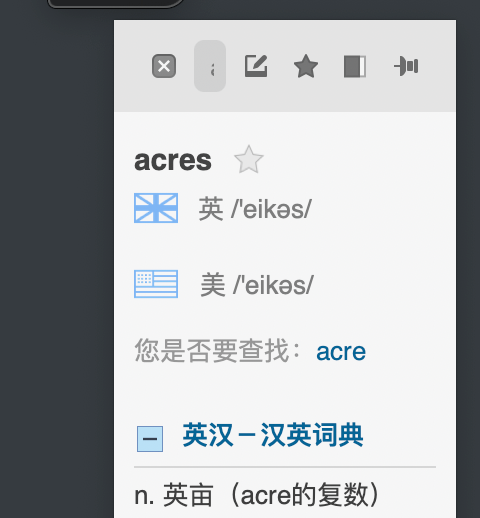 acres
英 /'eikəs/
美 /'eikəs/
您是否要查找：acre
英汉－汉英词典
n. 英亩（acre的复数）